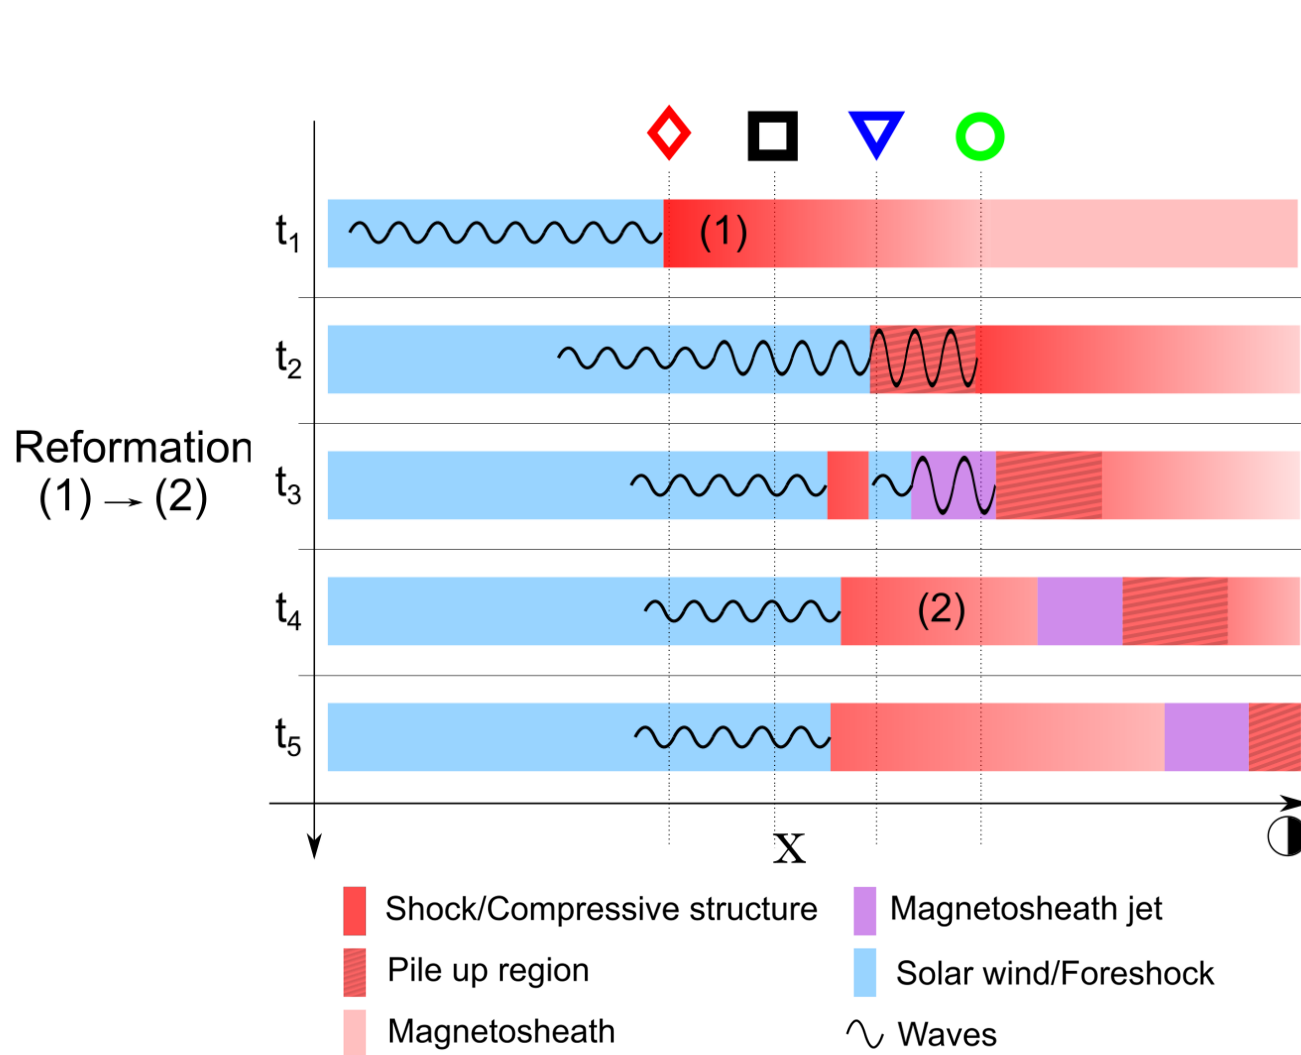 t1
(1)
t2
Reformation
(1) → (2)
t3
t4
(2)
t5
x
Shock/Compressive structure
Magnetosheath jet
Pile up region
Solar wind/Foreshock
Magnetosheath
Waves